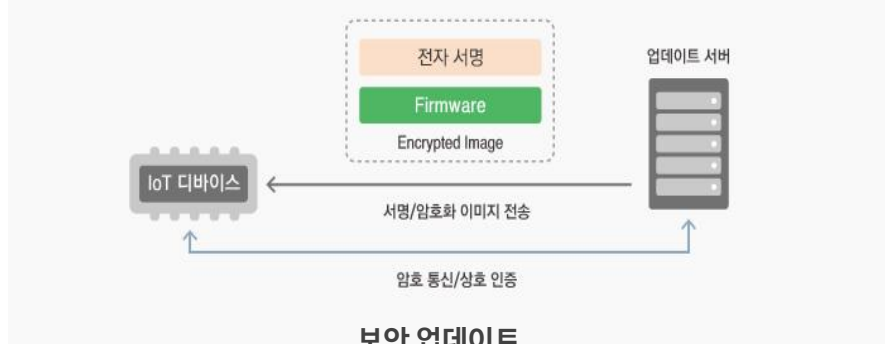 전자 서명
업데이트 서버
Firmware
Encrypted Image
IoT 디바이스
서명/암호화 이미지 전송
암호 통신/상호 인증
보안 업데이트